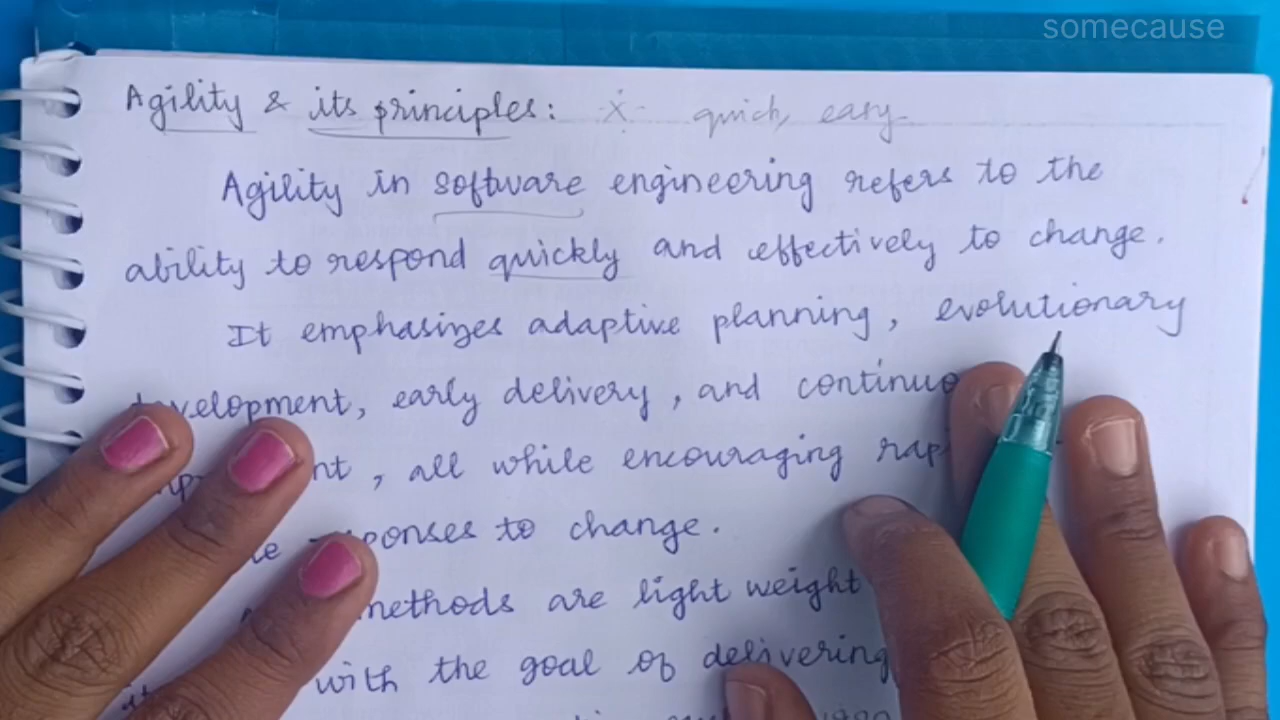 somecause
Agility & its principles: -x- quick, easy
Agility in software engineering refers to the
ability to respond quickly and effectively to change.
It emphasizes adaptive planning, evolutionary
development, early delivery, and continuo
nt, all while encouraging rap
responses to change.
methods are light weight
with the goal of delivering